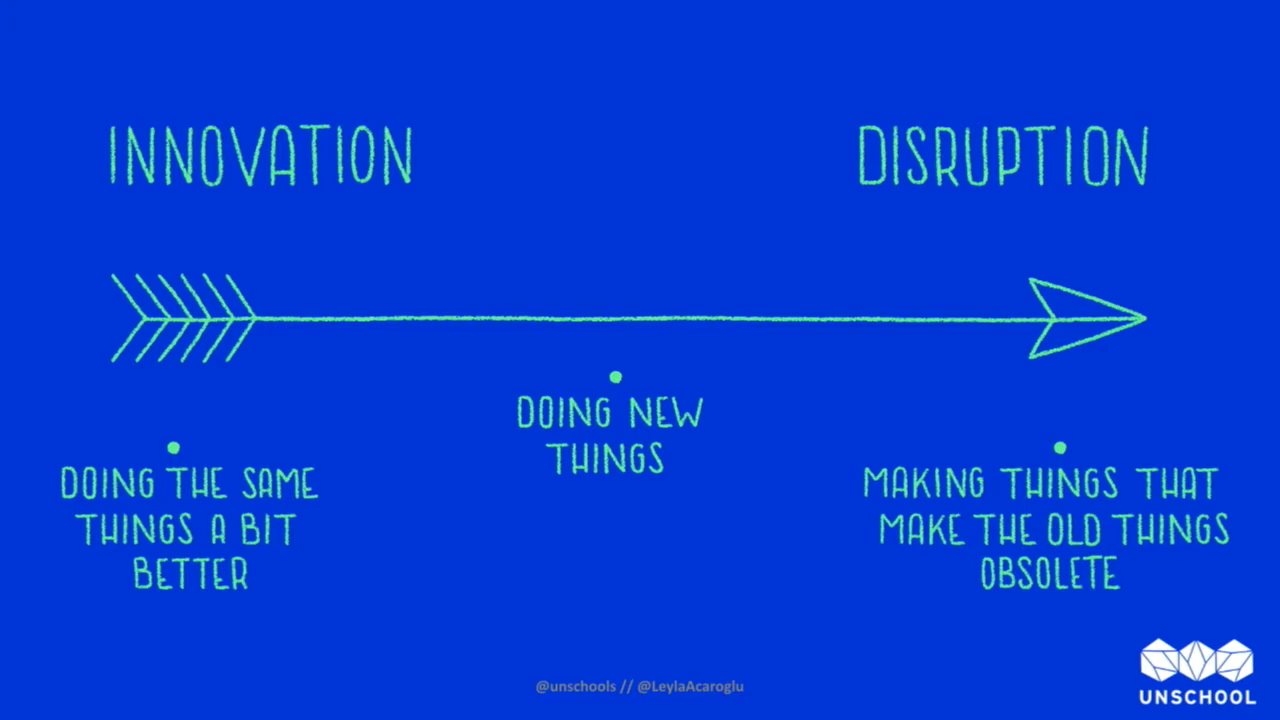 INNOVATION
DISRUPTION
DOING NEW
THINGS
DOING THE SAME
THINGS A BIT
BETTER
MAKING THINGS THAT
MAKE THE OLD THINGS
OBSOLETE
@unschools // @LeylaAcaroglu
UNSCHOOL